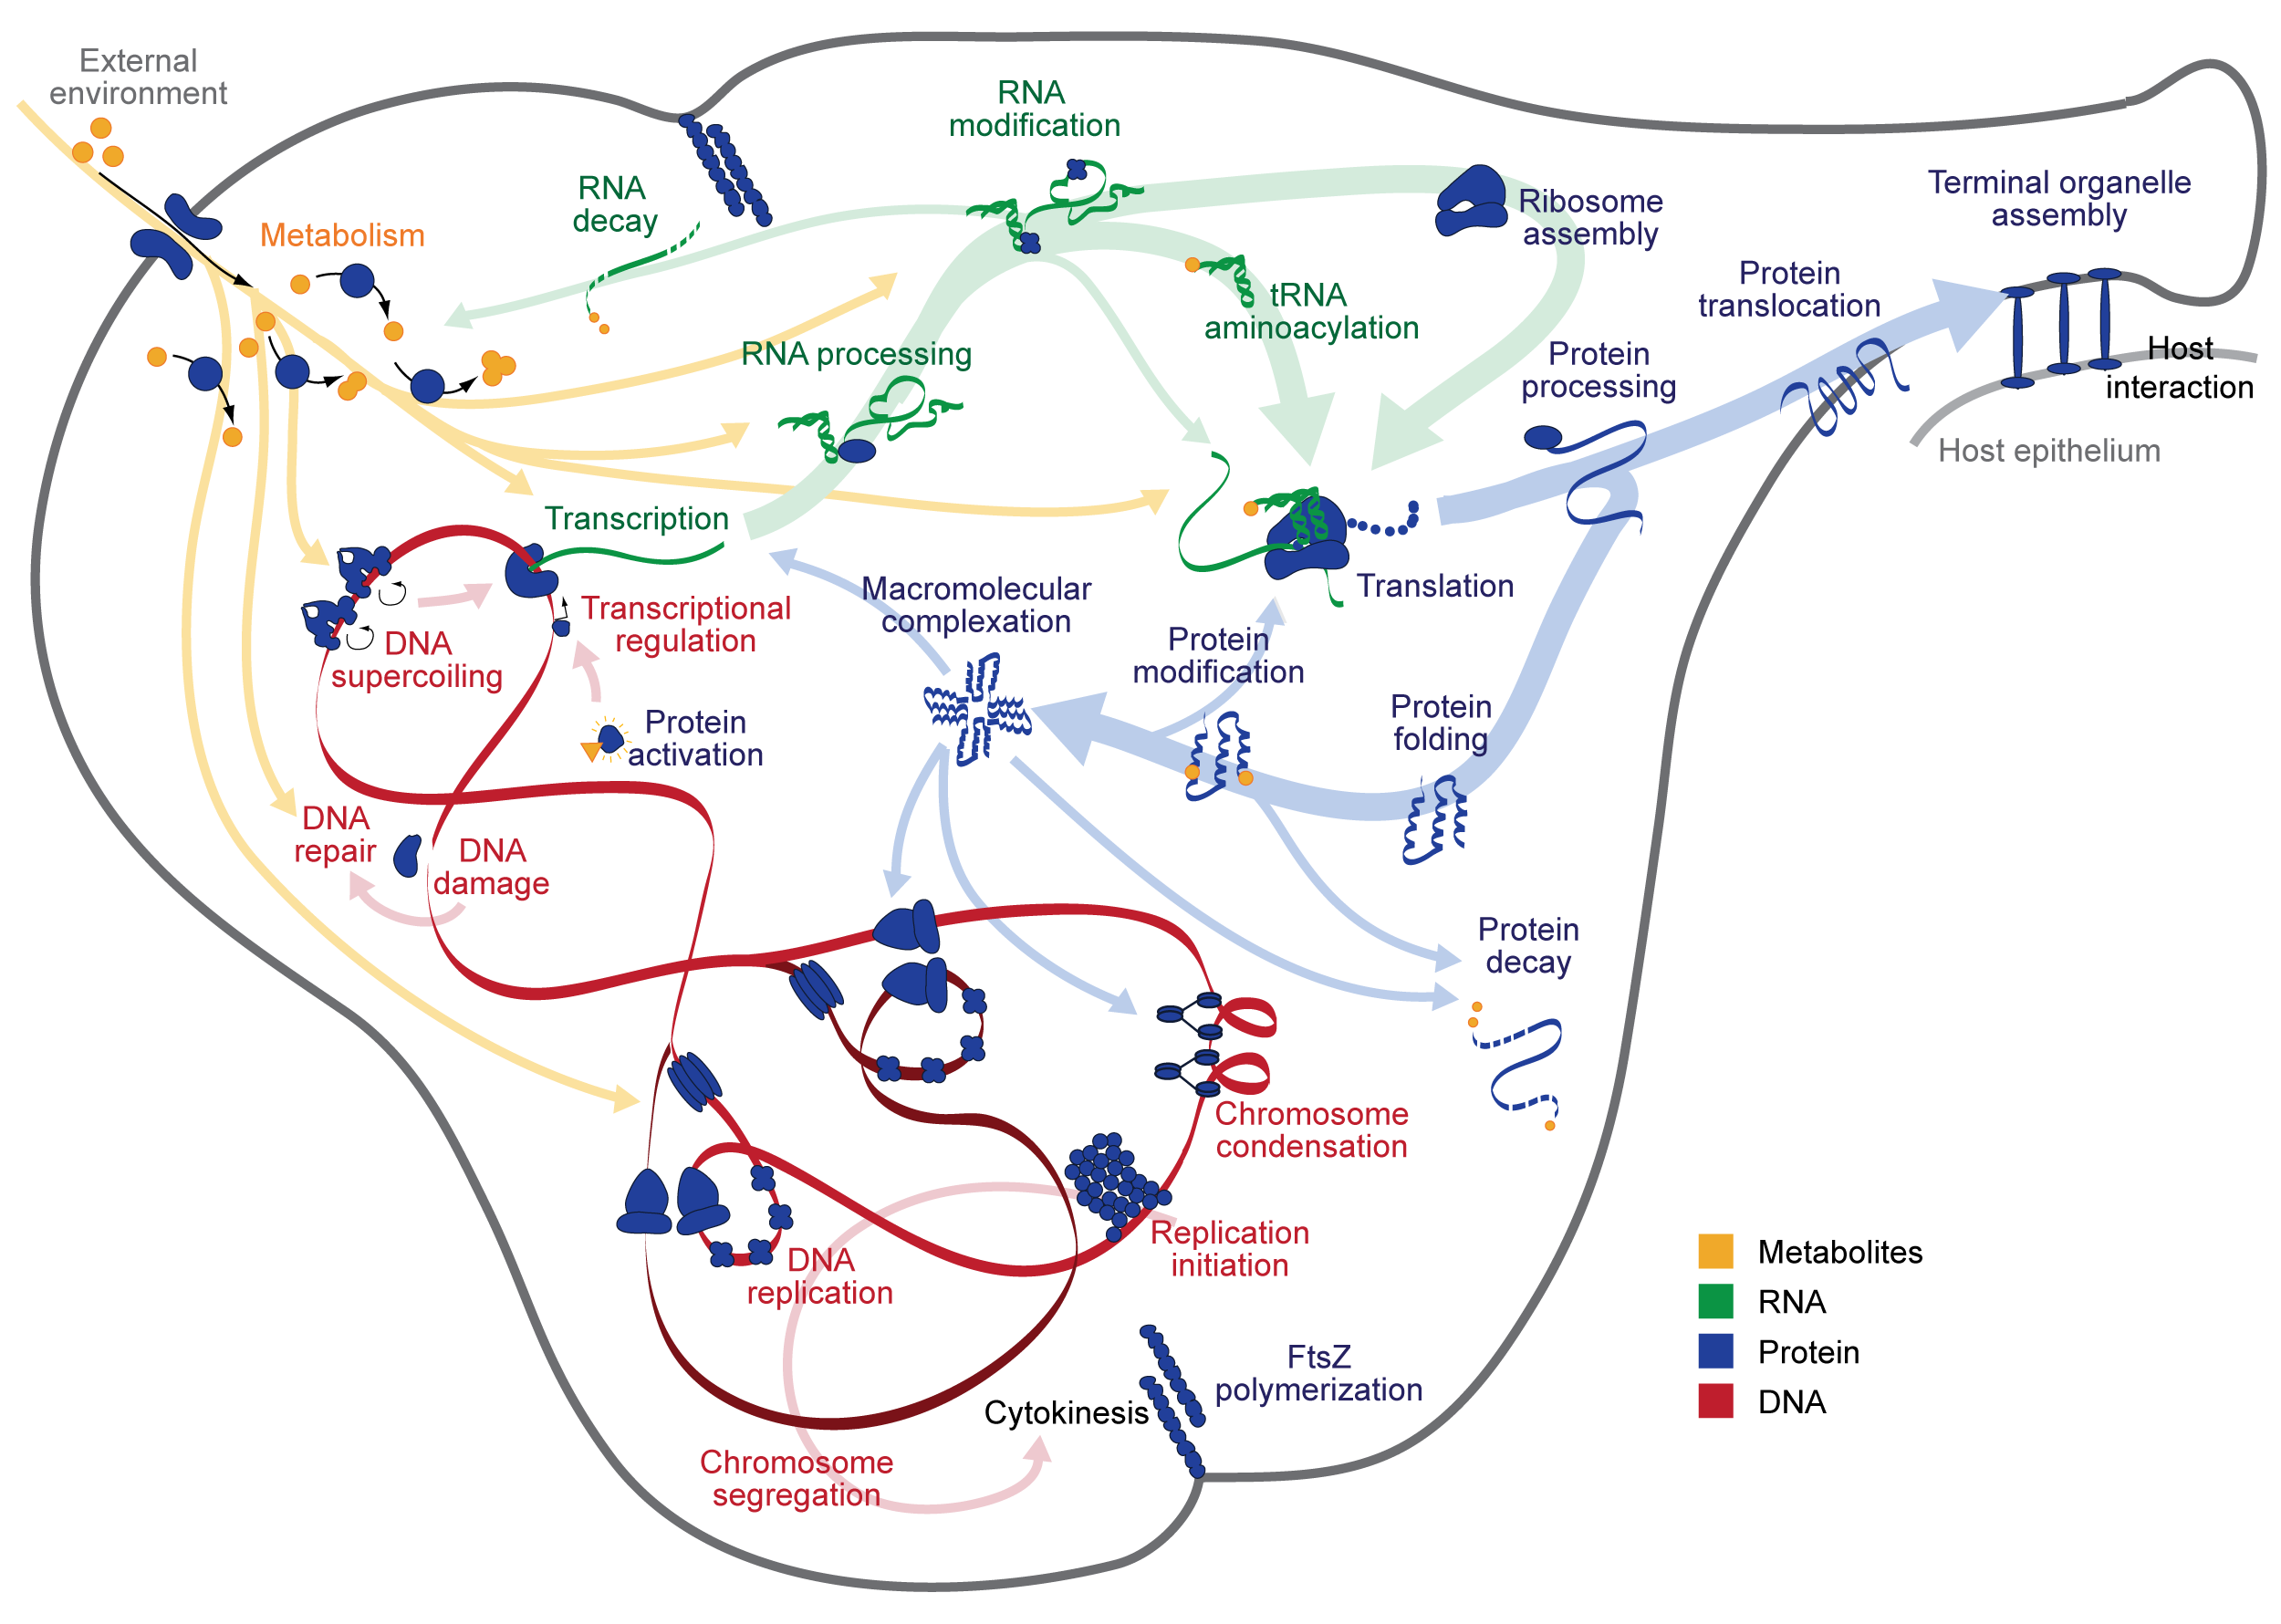 External
environment
Metabolism
RNA
decay
RNA
modification
Ribosome
assembly
Terminal organelle
assembly
Protein
translocation
tRNA
aminoacylation
RNA processing
Protein
processing
Host
interaction
Host epithelium
Transcription
Transcriptional
regulation
DNA
supercoiling
Macromolecular
complexation
Translation
Protein
modification
Protein
activation
Protein
folding
DNA
repair
DNA
damage
Protein
decay
Chromosome
condensation
Replication
initiation
DNA
replication
FtsZ
polymerization
Cytokinesis
Chromosome
segregation
Metabolites
RNA
Protein
DNA